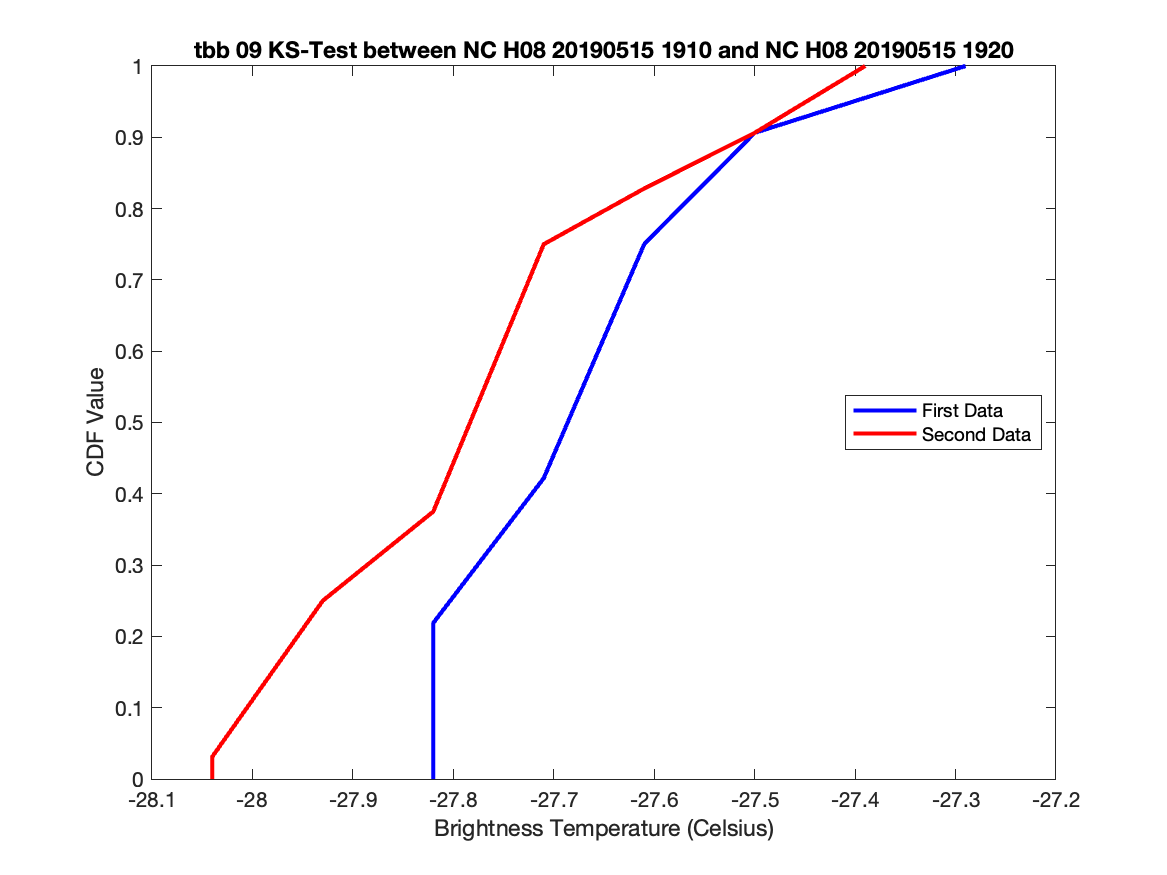 tbb 09 KS-Test between NC H08 20190515 1910 and NC H08 20190515 1920
1
0.9
0.8
0.7
0.6
0.5
0.4
0.3
0.2
0.1
0
CDF Value
First Data
Second Data
-28.1 -28 -27.9 -27.8 -27.7 -27.6 -27.5 -27.4 -27.3 -27.2
Brightness Temperature (Celsius)